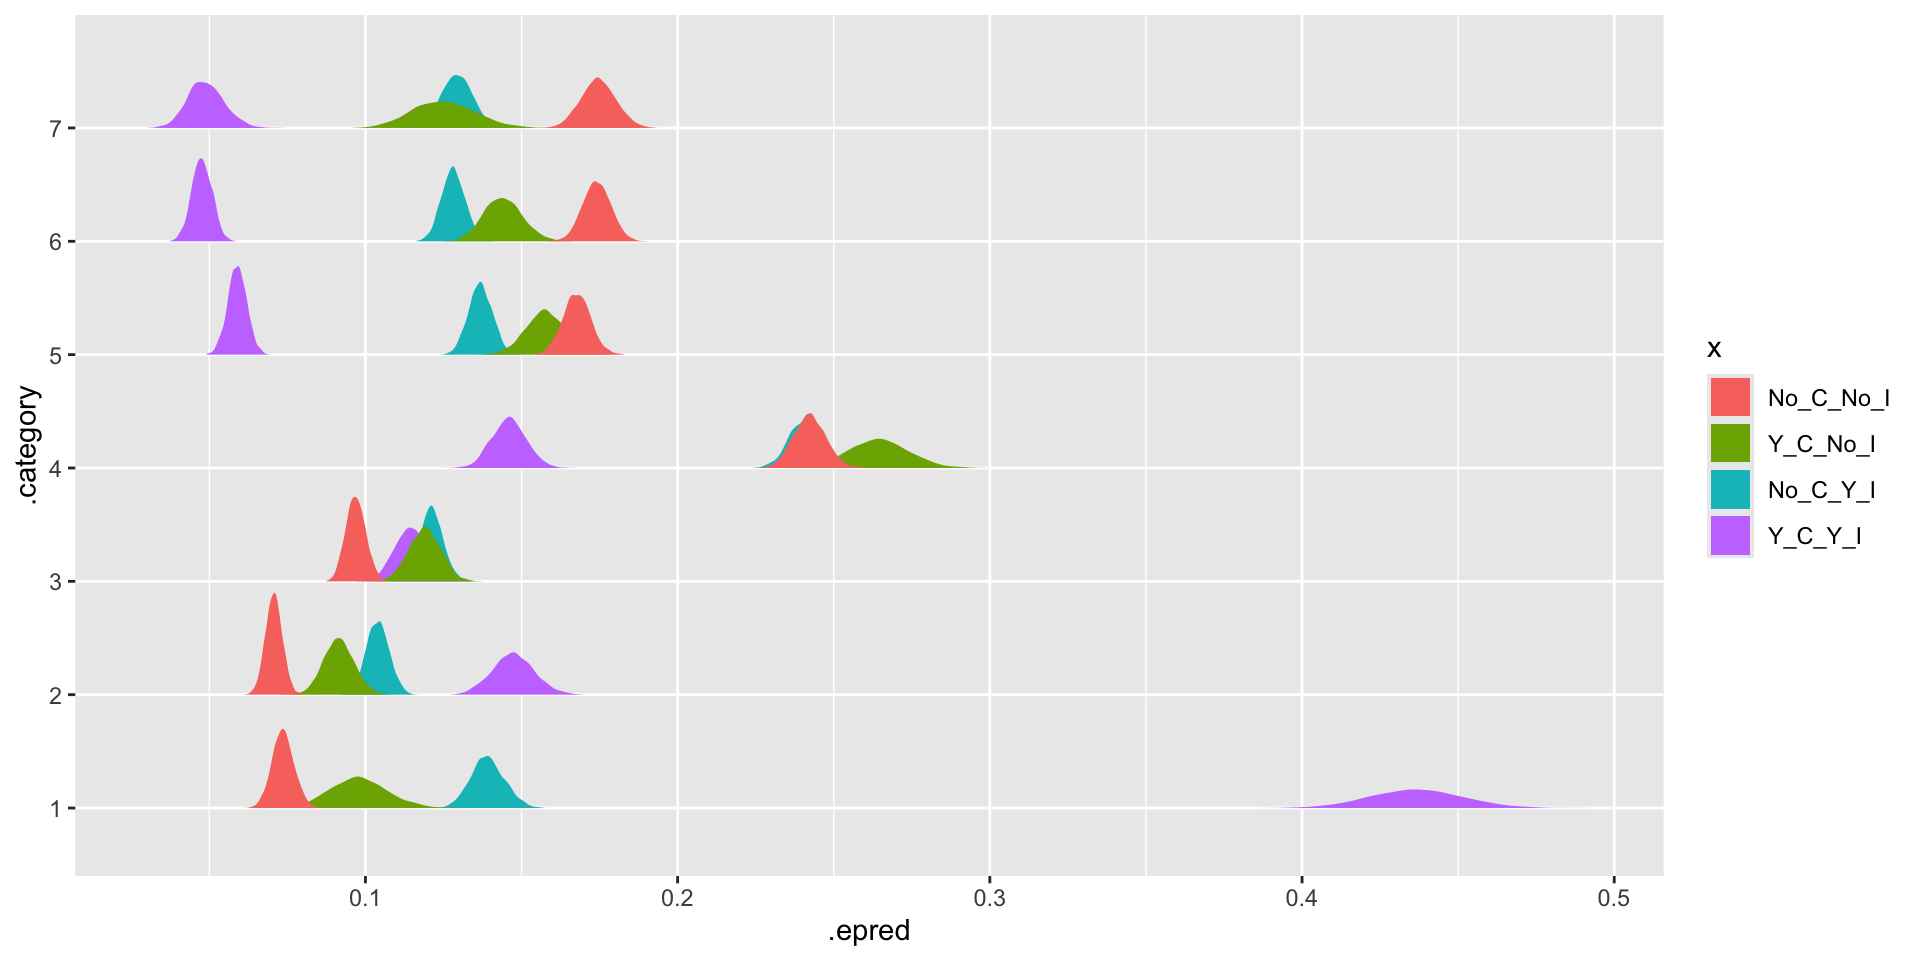 7
6
5
4
3
2
1
.category
0.1 0.2 0.3 0.4 0.5
.epred
x
No_C_No_I
Y_C_No_I
No_C_Y_I
Y_C_Y_I